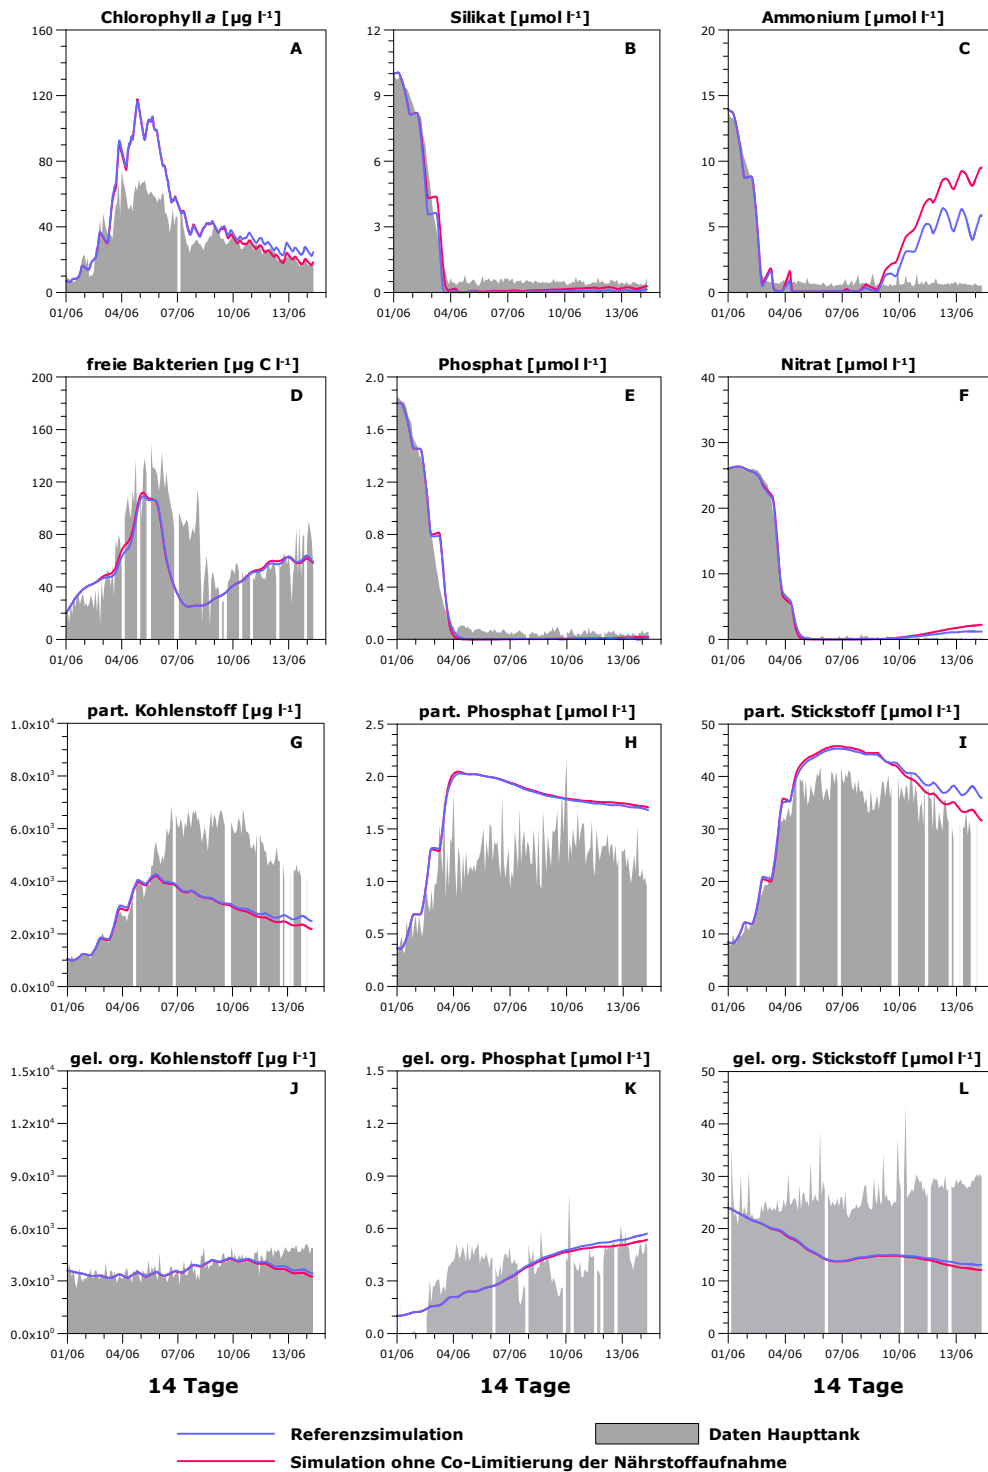 Chlorophyll a [µg l-1]
Silikat [µmol l-1]
Ammonium [µmol l-1]
160
120
80
40
0
A
12
9
6
3
0
B
20
15
10
5
0
C
01/06 04/06 07/06 10/06 13/06
01/06 04/06 07/06 10/06 13/06
01/06 04/06 07/06 10/06 13/06
freie Bakterien [µg C l-1]
Phosphat [µmol l-1]
Nitrat [µmol l-1]
200
160
120
80
40
0
D
2.0
1.6
1.2
0.8
0.4
0.0
E
40
30
20
10
0
F
01/06 04/06 07/06 10/06 13/06
01/06 04/06 07/06 10/06 13/06
01/06 04/06 07/06 10/06 13/06
part. Kohlenstoff [µg l-1]
part. Phosphat [µmol l-1]
part. Stickstoff [µmol l-1]
1.0x10⁴
8.0x10³
6.0x10³
4.0x10³
2.0x10³
0.0x10⁰
G
2.5
2.0
1.5
1.0
0.5
0.0
H
50
40
30
20
10
0
I
01/06 04/06 07/06 10/06 13/06
01/06 04/06 07/06 10/06 13/06
01/06 04/06 07/06 10/06 13/06
gel. org. Kohlenstoff [µg l-1]
gel. org. Phosphat [µmol l-1]
gel. org. Stickstoff [µmol l-1]
1.5x10⁴
1.2x10⁴
9.0x10³
6.0x10³
3.0x10³
0.0x10⁰
J
1.5
1.2
0.9
0.6
0.3
0.0
K
50
40
30
20
10
0
L
01/06 04/06 07/06 10/06 13/06
01/06 04/06 07/06 10/06 13/06
01/06 04/06 07/06 10/06 13/06
14 Tage
14 Tage
14 Tage
Referenzsimulation
Daten Haupttank
Simulation ohne Co-Limitierung der Nährstoffaufnahme